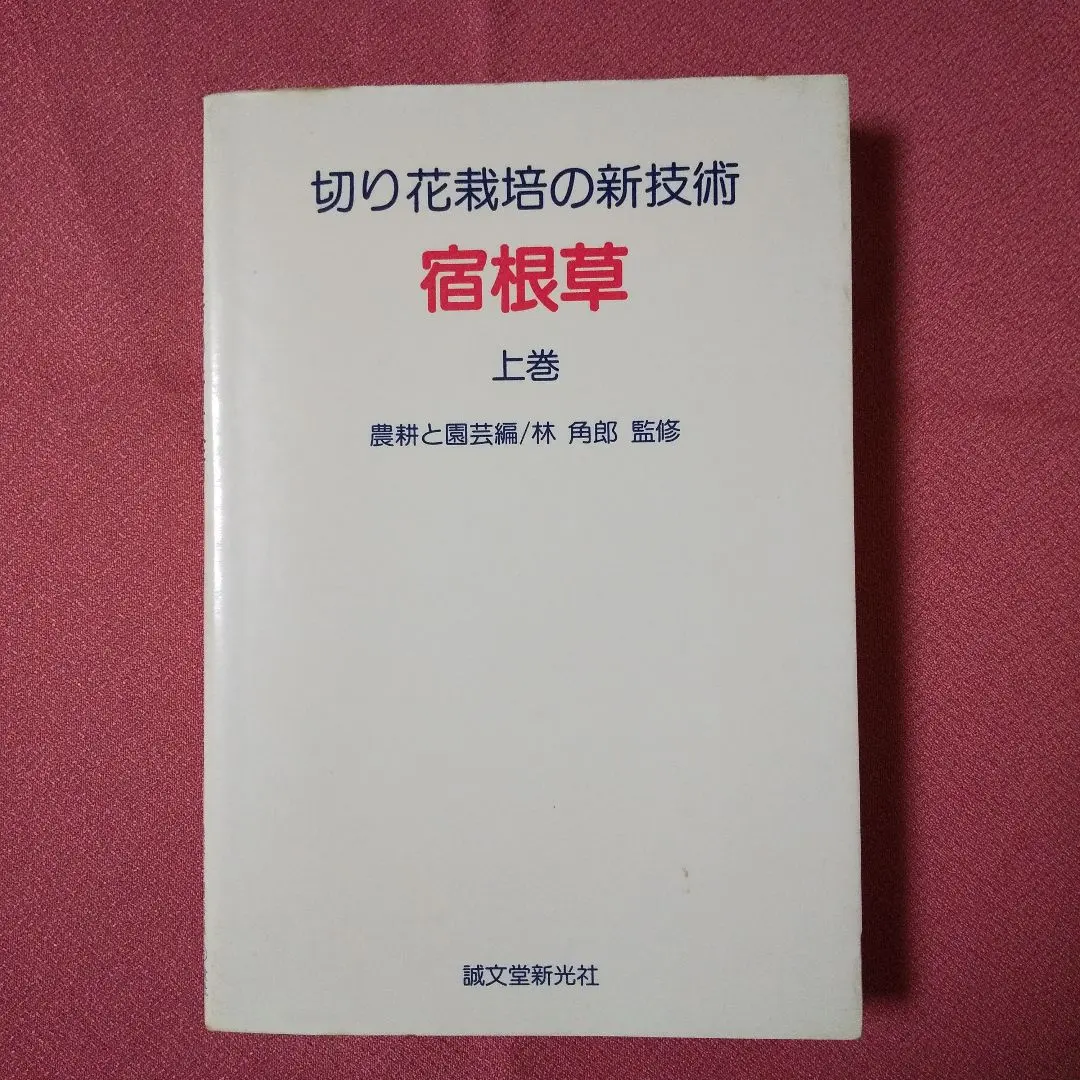 切り花栽培の新技術
宿根草
上巻
農耕と園芸編/林 角郎 監修
誠文堂新光社